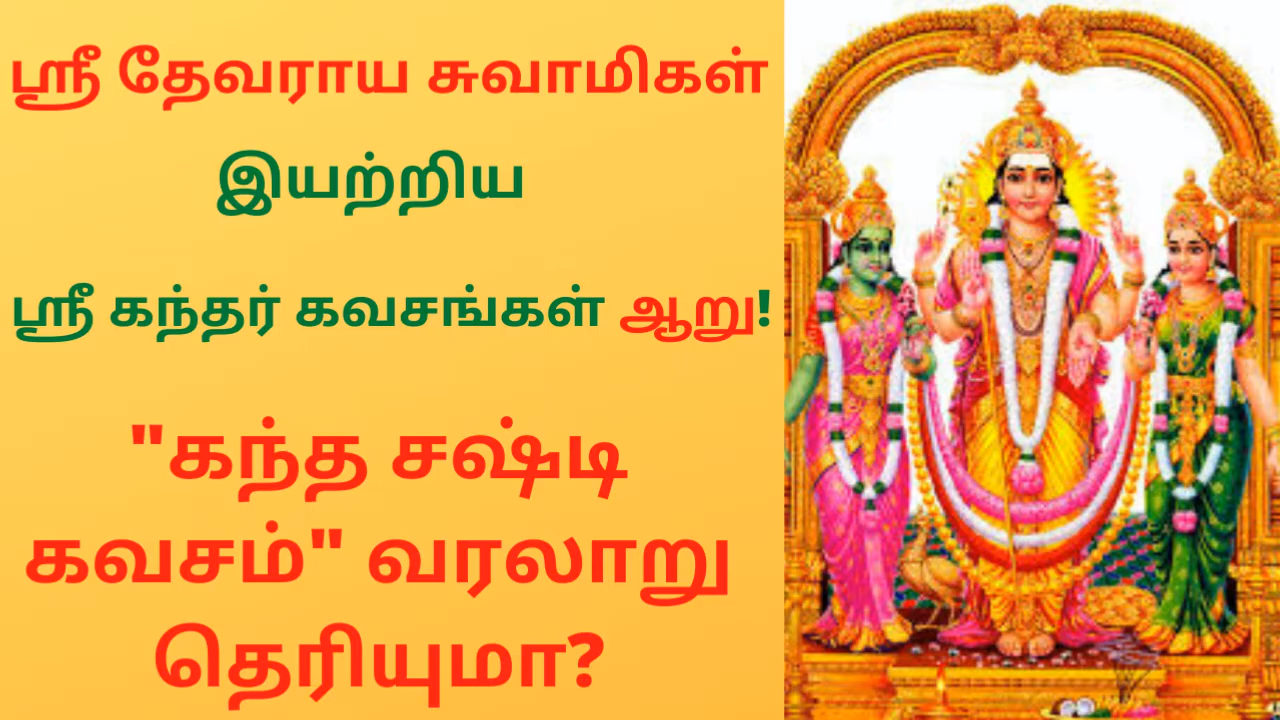 ஸ்ரீ தேவராய சுவாமிகள்
இயற்றிய
ஸ்ரீ கந்தர் கவசங்கள் ஆறு!
"கந்த சஷ்டி
கவசம்" வரலாறு
தெரியுமா?